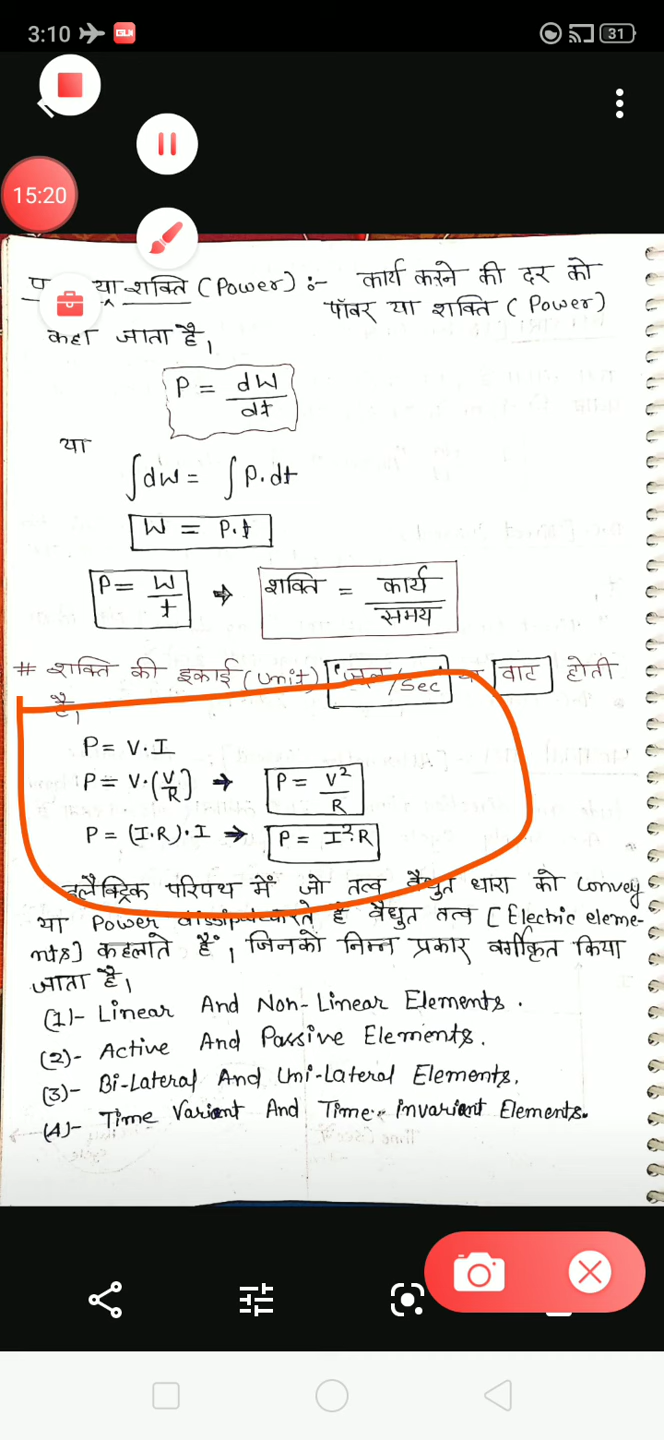 3:10
31
15:20
या शक्ति (Power) :- कार्य करने की दर को
पॉवर या शक्ति ( Power)
कहा जाता है,
P = dW/dt
या
∫dW = ∫P.dt
W = P.t
P = W/t ⇒ शक्ति = कार्य/समय
# शक्ति की इकाई (Unit) /Sec वाट होती
है,
P = V.I
P = V.(V/R) → P = V²/R
P = (I.R).I → P = I².R
इलैक्ट्रिक परिपथ में जो तत्व वैधुत धारा को Convey
या Power करते है वैधुत तत्व [Electric eleme-
nts] कहलाते हैं, जिनको निम्न प्रकार वर्गीकृत किया
जाता है,
(1)- Linear And Non-Linear Elements.
(2)- Active And Passive Elements.
(3)- Bi-Lateral And Uni-Lateral Elements.
(4)- Time Variant And Time-Invariant Elements.